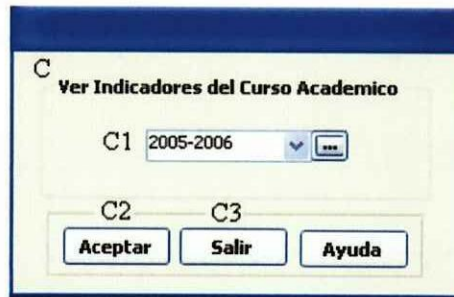 C
Ver Indicadores del Curso Academico
C1 2005-2006 ...
C2 C3
Aceptar Salir Ayuda